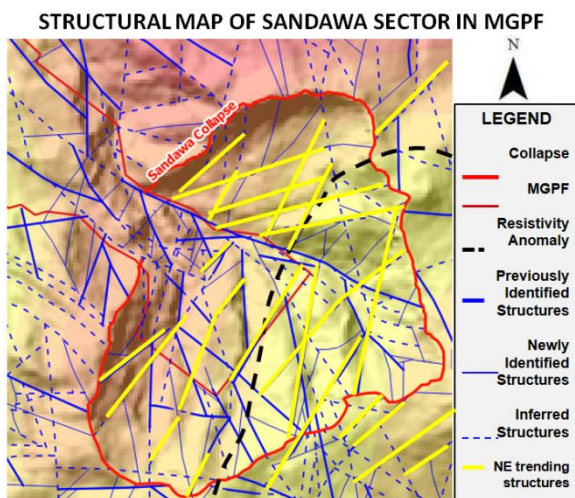 STRUCTURAL MAP OF SANDAWA SECTOR IN MGPF
Sandawa Collapse
N
LEGEND
Collapse
MGPF
Resistivity
Anomaly
Previously
Identified
Structures
Newly
Identified
Structures
Inferred
Structures
NE trending
structures